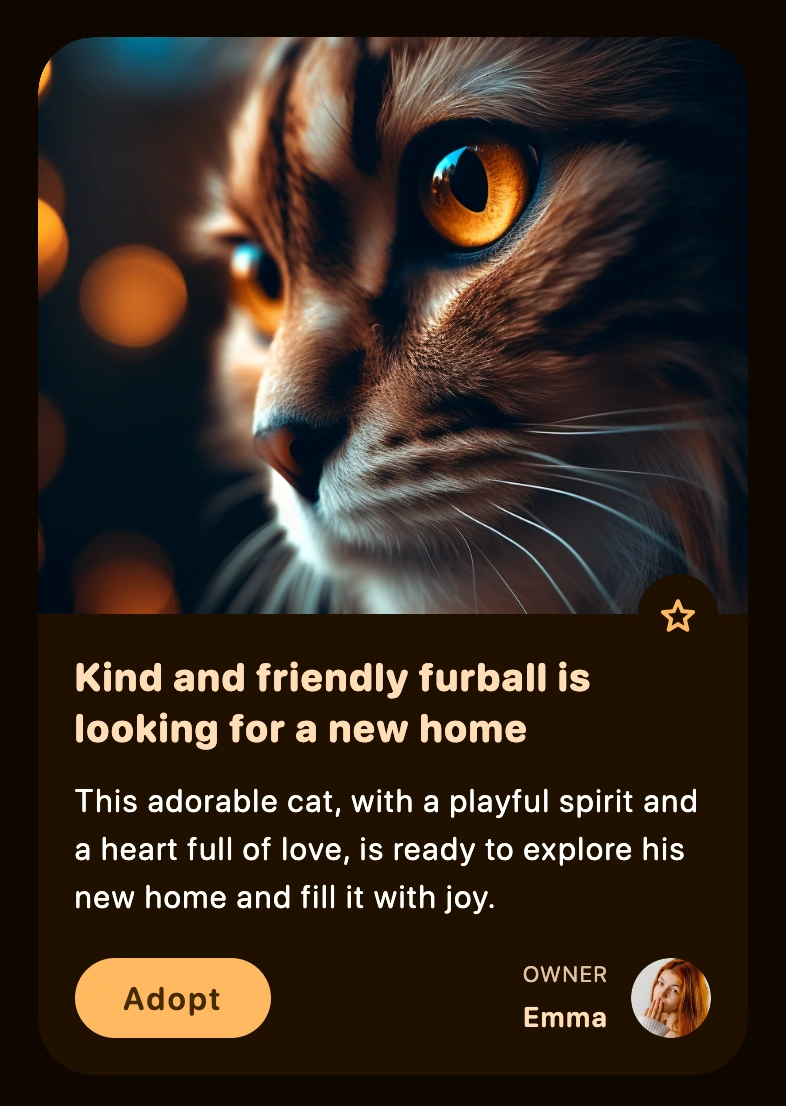 Kind and friendly furball is
looking for a new home
This adorable cat, with a playful spirit and
a heart full of love, is ready to explore his
new home and fill it with joy.
Adopt
OWNER
Emma